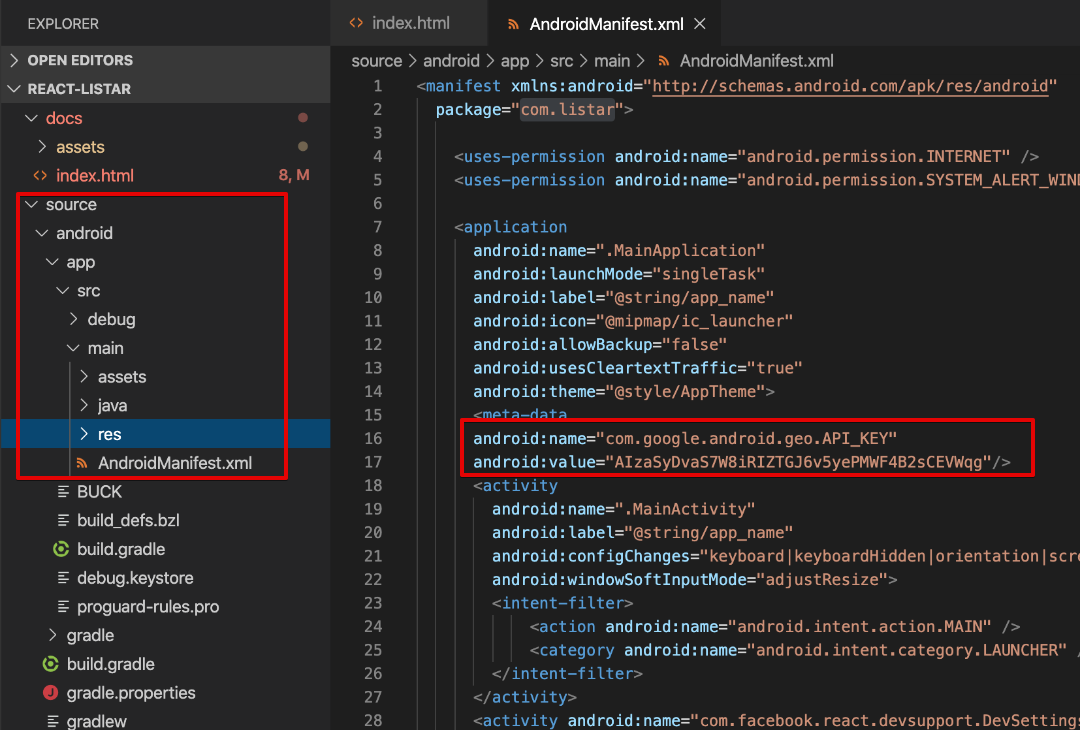 EXPLORER
OPEN EDITORS
REACT-LISTAR
docs
assets
index.html 8, M
source
android
app
src
debug
main
assets
java
res
AndroidManifest.xml
BUCK
build_defs.bzl
build.gradle
debug.keystore
proguard-rules.pro
gradle
build.gradle
gradle.properties
gradlew
index.html AndroidManifest.xml
source > android > app > src > main > AndroidManifest.xml
1 <manifest xmlns:android="http://schemas.android.com/apk/res/android"
2 package="com.listar">
3
4 <uses-permission android:name="android.permission.INTERNET" />
5 <uses-permission android:name="android.permission.SYSTEM_ALERT_WIND
6
7 <application
8 android:name=".MainApplication"
9 android:launchMode="singleTask"
10 android:label="@string/app_name"
11 android:icon="@mipmap/ic_launcher"
12 android:allowBackup="false"
13 android:usesCleartextTraffic="true"
14 android:theme="@style/AppTheme">
15 <meta-data
16 android:name="com.google.android.geo.API_KEY"
17 android:value="AIzaSyDvaS7W8iRIZTGJ6v5yePMWF4B2sCEVWqg"/>
18 <activity
19 android:name=".MainActivity"
20 android:label="@string/app_name"
21 android:configChanges="keyboard|keyboardHidden|orientation|scre
22 android:windowSoftInputMode="adjustResize">
23 <intent-filter>
24 <action android:name="android.intent.action.MAIN" />
25 <category android:name="android.intent.category.LAUNCHER" /
26 </intent-filter>
27 </activity>
28 <activity android:name="com.facebook.react.devsupport.DevSettings